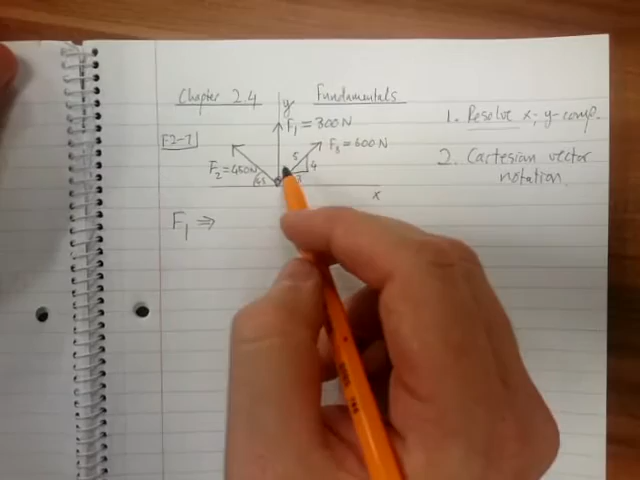 Chapter 2.4 Fundamentals
F2-7
y
F₁ = 300 N
F₂ = 450 N
45
F₃ = 600 N
5
4
3
x
1. Resolve x-, y-comp.
2. Cartesian vector
notation.
F₁ ⇒